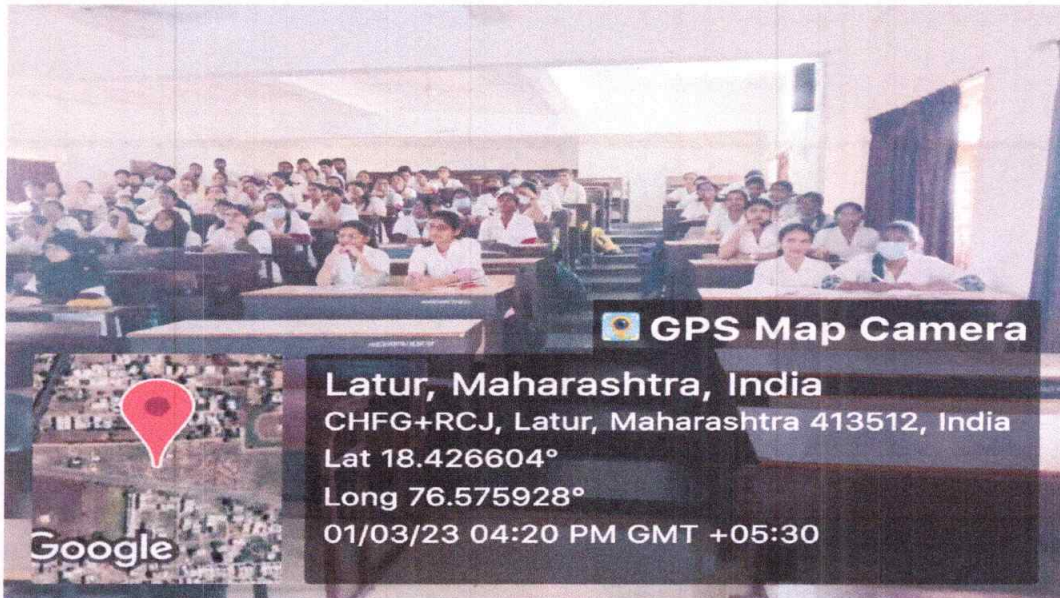 GPS Map Camera
Latur, Maharashtra, India
CHFG+RCJ, Latur, Maharashtra 413512, India
Lat 18.426604°
Long 76.575928°
01/03/23 04:20 PM GMT +05:30
Google